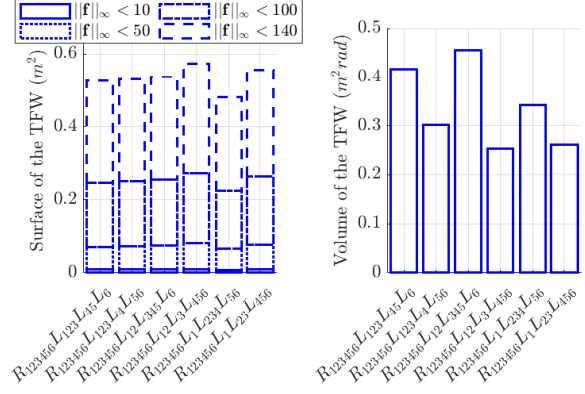 ||f||∞ < 10 ||f||∞ < 100
||f||∞ < 50 ||f||∞ < 140
Surface of the TFW (m²)
0.6
0.4
0.2
0
R₁₂₃₄₅₆L₁₂₃L₄₅L₆
R₁₂₃₄₅₆L₁₂₃L₄L₅₆
R₁₂₃₄₅₆L₁₂L₃₄₅L₆
R₁₂₃₄₅₆L₁₂L₃L₄₅₆
R₁₂₃₄₅₆L₁L₂₃₄L₅₆
R₁₂₃₄₅₆L₁L₂₃L₄₅₆
Volume of the TFW (m²rad)
0.5
0.4
0.3
0.2
0.1
0
R₁₂₃₄₅₆L₁₂₃L₄₅L₆
R₁₂₃₄₅₆L₁₂₃L₄L₅₆
R₁₂₃₄₅₆L₁₂L₃₄₅L₆
R₁₂₃₄₅₆L₁₂L₃L₄₅₆
R₁₂₃₄₅₆L₁L₂₃₄L₅₆
R₁₂₃₄₅₆L₁L₂₃L₄₅₆